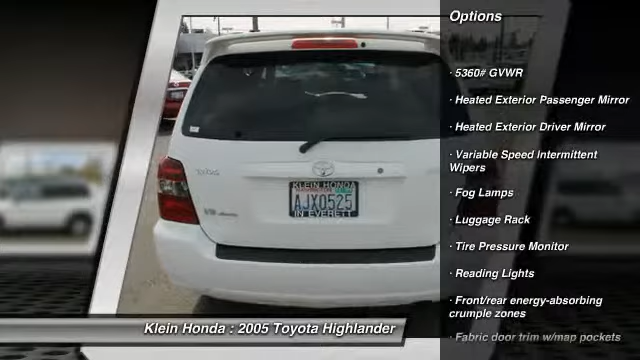 Options
· 5360# GVWR
· Heated Exterior Passenger Mirror
· Heated Exterior Driver Mirror
· Variable Speed Intermittent
Wipers
· Fog Lamps
· Luggage Rack
· Tire Pressure Monitor
· Reading Lights
· Front/rear energy-absorbing
crumple zones
· Fabric door trim w/map pockets
KLEIN HONDA
WASHINGTON
AJX0525
IN EVERETT
Klein Honda : 2005 Toyota Highlander